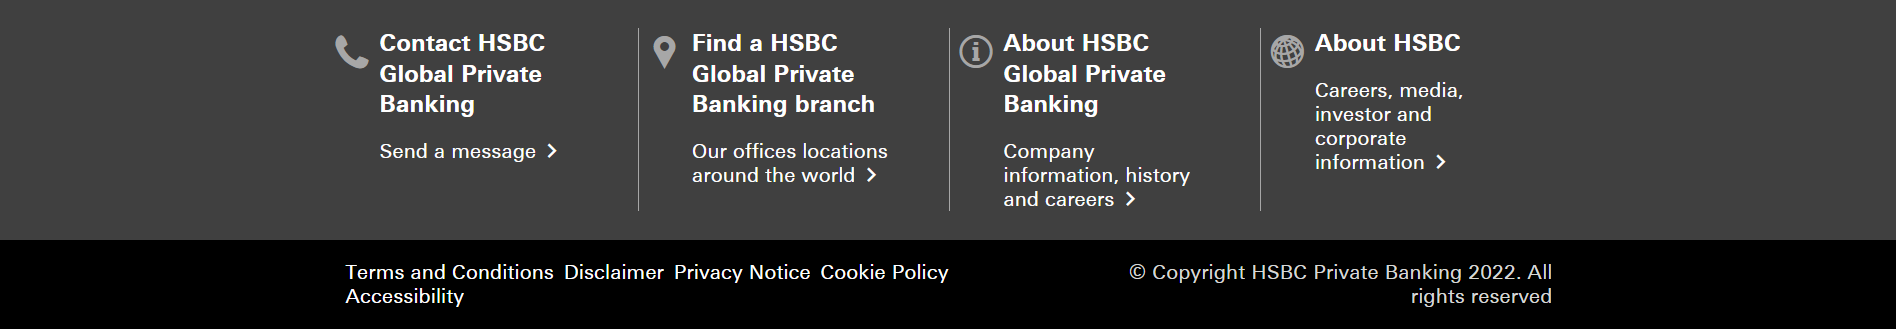 Contact HSBC
Global Private
Banking
Send a message
Find a HSBC
Global Private
Banking branch
Our offices locations
around the world
About HSBC
Global Private
Banking
Company
information, history
and careers
About HSBC
Careers, media,
investor and
corporate
information
Terms and Conditions Disclaimer Privacy Notice Cookie Policy
Accessibility
© Copyright HSBC Private Banking 2022. All
rights reserved